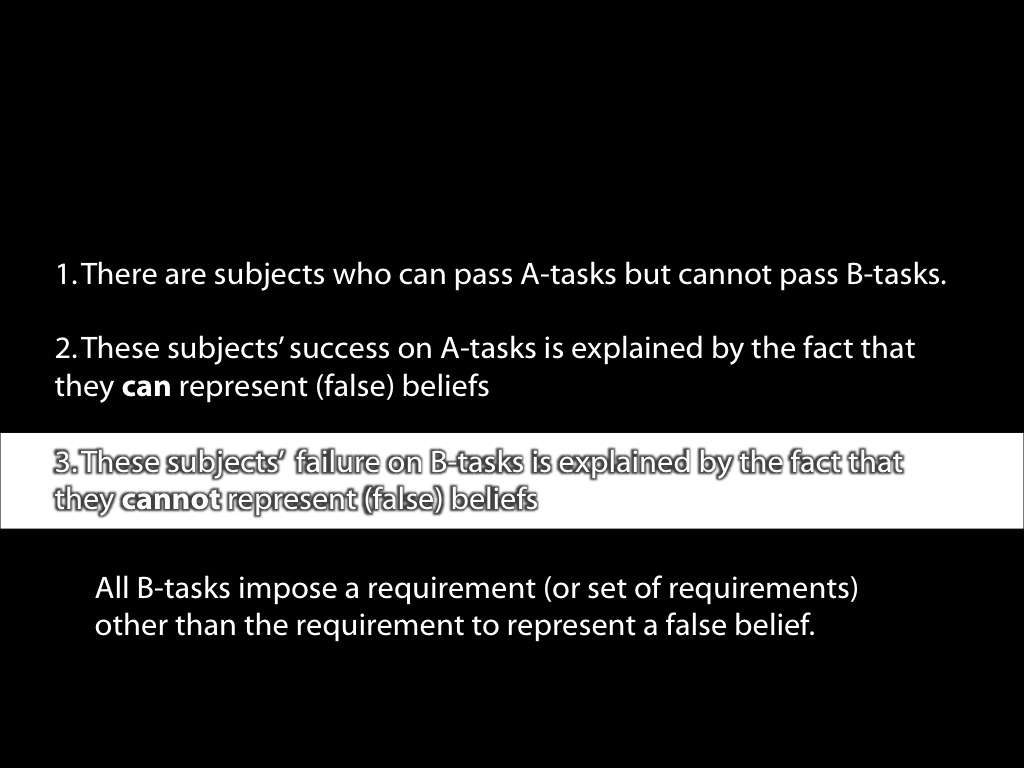 1. There are subjects who can pass A-tasks but cannot pass B-tasks.
2. These subjects’ success on A-tasks is explained by the fact that
they can represent (false) beliefs
3. These subjects’ failure on B-tasks is explained by the fact that
they cannot represent (false) beliefs
All B-tasks impose a requirement (or set of requirements)
other than the requirement to represent a false belief.